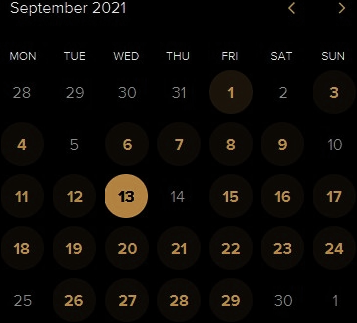 September 2021
MON TUE WED THU FRI SAT SUN
28 29 30 31 1 2 3
4 5 6 7 8 9 10
11 12 13 14 15 16 17
18 19 20 21 22 23 24
25 26 27 28 29 30 1